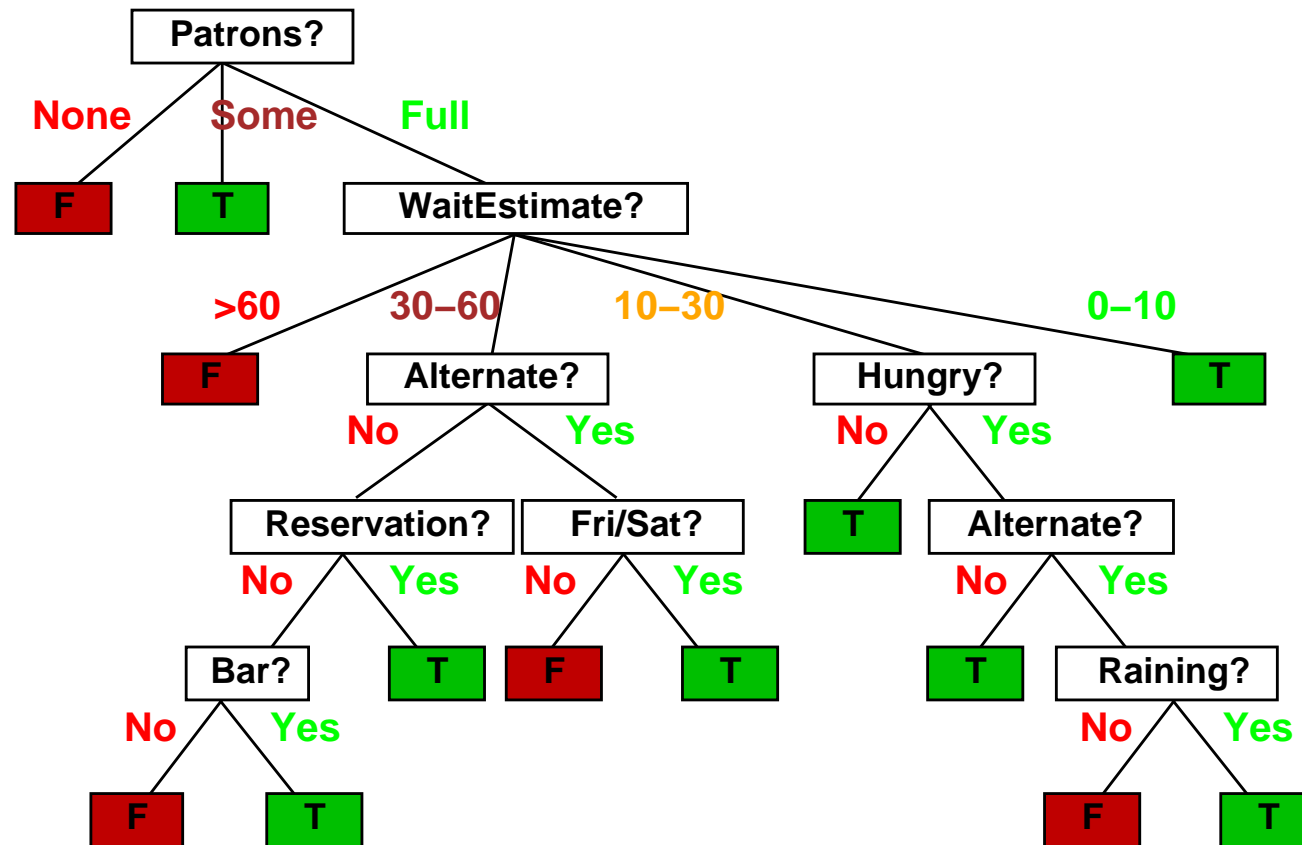 Patrons?
None Some Full
F T WaitEstimate?
>60 30–60 10–30 0–10
F Alternate? Hungry? T
No Yes No Yes
Reservation? Fri/Sat? T Alternate?
No Yes No Yes No Yes
Bar? T F T T Raining?
No Yes No Yes
F T F T